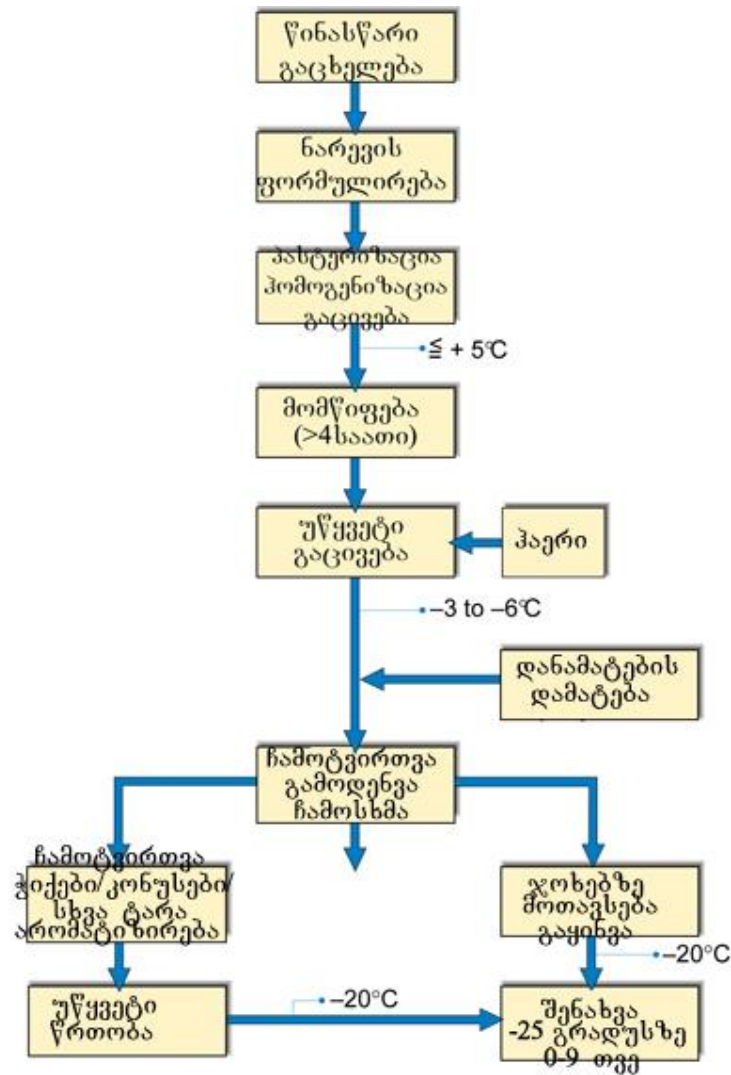 წინასწარი
გაცხელება
ნარევის
ფორმულირება
პასტერიზაცია
ჰომოგენიზაცია
გაცივება
≦ + 5°C
მომწიფება
(>4საათი)
უწყვეტი
გაცივება
ჰაერი
–3 to –6°C
დანამატების
დამატება
ჩამოტვირთვა
გამოდენვა
ჩამოსხმა
ჩამოტვირთვა
ჭიქები/კონუსები/
სხვა ტარა
არომატიზირება
ჯოხებზე
მოთავსება
გაყინვა
–20°C
უწყვეტი
წრთობა
–20°C
შენახვა
-25 გრადუსზე
0-9 თვე